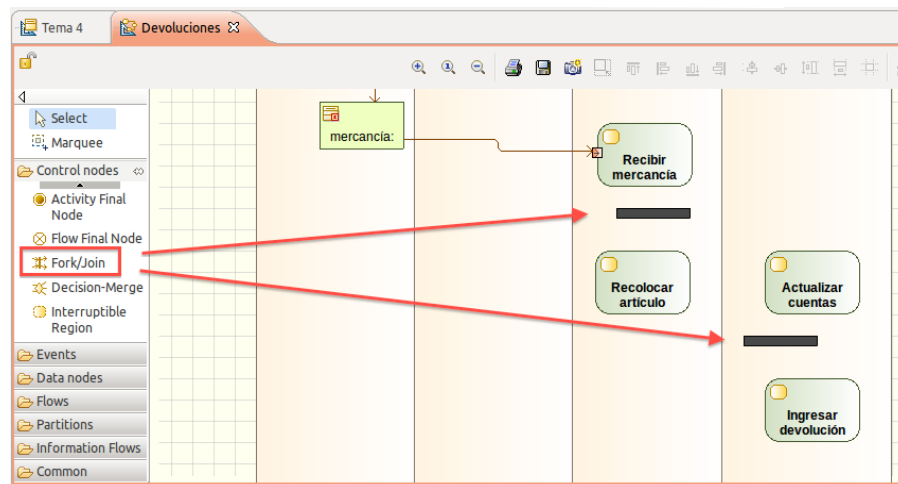 Tema 4
Devoluciones
Select
Marquee
Control nodes
Activity Final
Node
Flow Final Node
Fork/Join
Decision-Merge
Interruptible
Region
Events
Data nodes
Flows
Partitions
Information Flows
Common
mercancía:
Recibir
mercancía
Recolocar
artículo
Actualizar
cuentas
Ingresar
devolución